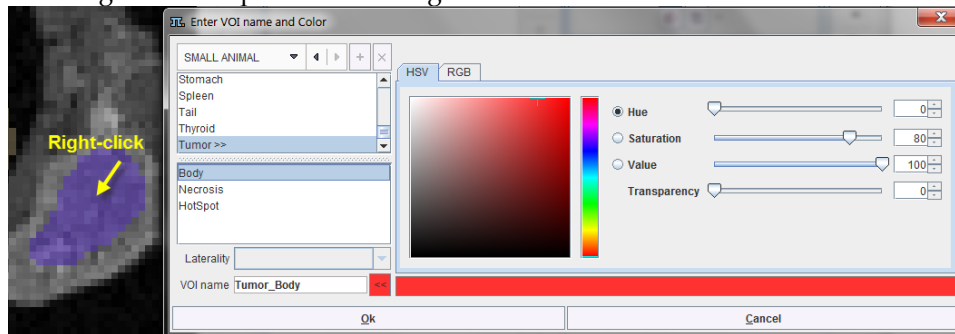 Enter VOI name and Color
SMALL ANIMAL
Stomach
Spleen
Tail
Thyroid
Tumor >>
Body
Necrosis
HotSpot
Laterality
VOI name Tumor_Body <<
HSV RGB
Hue 0
Saturation 80
Value 100
Transparency 0
Ok Cancel
Right-click